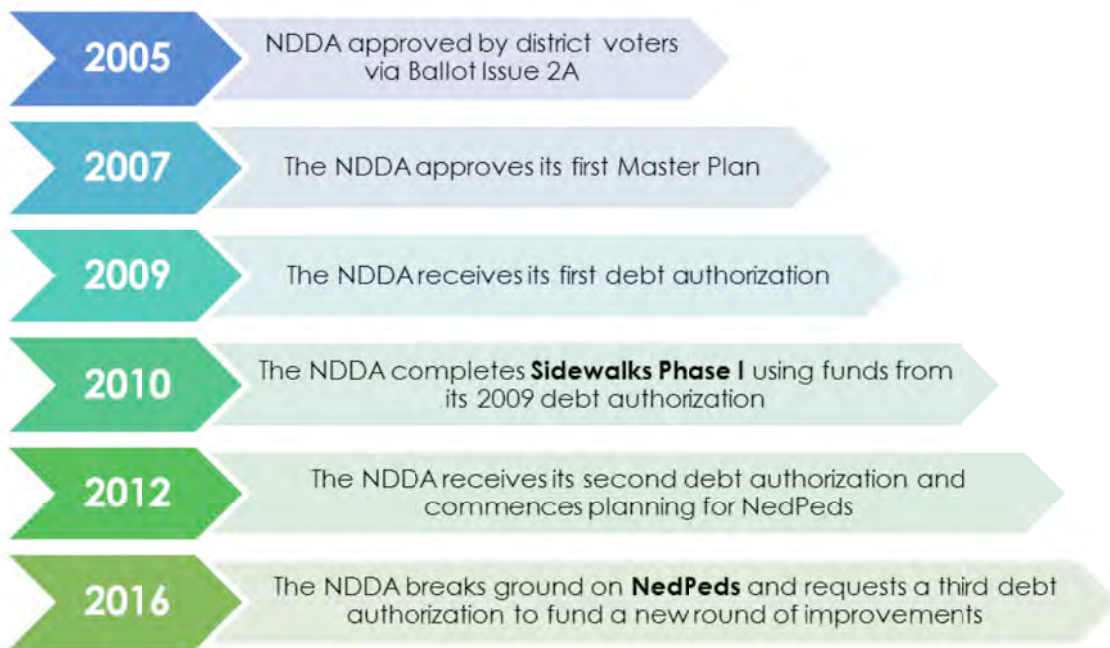 2005
NDDA approved by district voters
via Ballot Issue 2A
2007
The NDDA approves its first Master Plan
2009
The NDDA receives its first debt authorization
2010
The NDDA completes Sidewalks Phase I using funds from
its 2009 debt authorization
2012
The NDDA receives its second debt authorization and
commences planning for NedPeds
2016
The NDDA breaks ground on NedPeds and requests a third debt
authorization to fund a new round of improvements